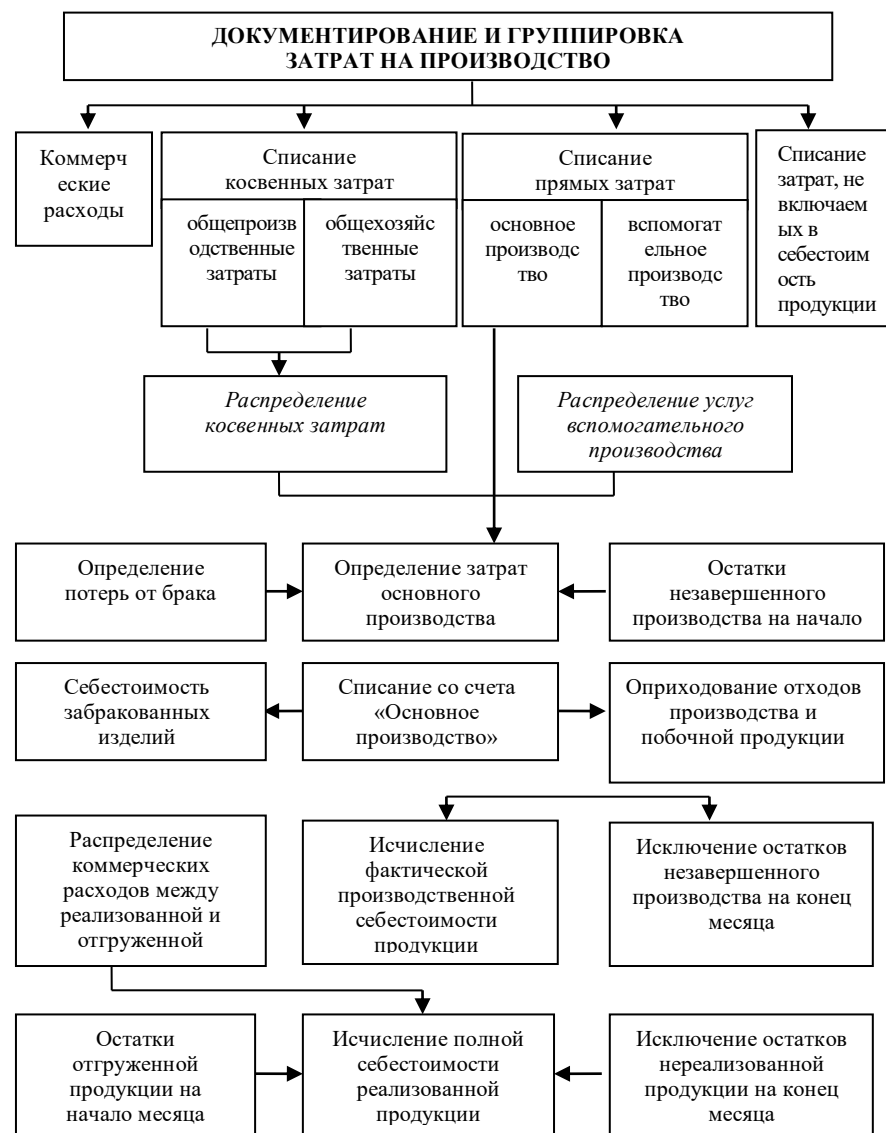 ДОКУМЕНТИРОВАНИЕ И ГРУППИРОВКА
ЗАТРАТ НА ПРОИЗВОДСТВО
Коммерч
еские
расходы
Списание
косвенных затрат
общепроизв
одственные
затраты
общехозяйс
твенные
затраты
Списание
прямых затрат
основное
производс
тво
вспомогат
ельное
производс
тво
Списание
затрат, не
включаем
ых в
себестоим
ость
продукции
Распределение
косвенных затрат
Распределение услуг
вспомогательного
производства
Определение
потерь от брака
Определение затрат
основного
производства
Остатки
незавершенного
производства на начало
Себестоимость
забракованных
изделий
Списание со счета
«Основное
производство»
Оприходование отходов
производства и
побочной продукции
Распределение
коммерческих
расходов между
реализованной и
отгруженной
Исчисление
фактической
производственной
себестоимости
продукции
Исключение остатков
незавершенного
производства на конец
месяца
Остатки
отгруженной
продукции на
начало месяца
Исчисление полной
себестоимости
реализованной
продукции
Исключение остатков
нереализованной
продукции на конец
месяца